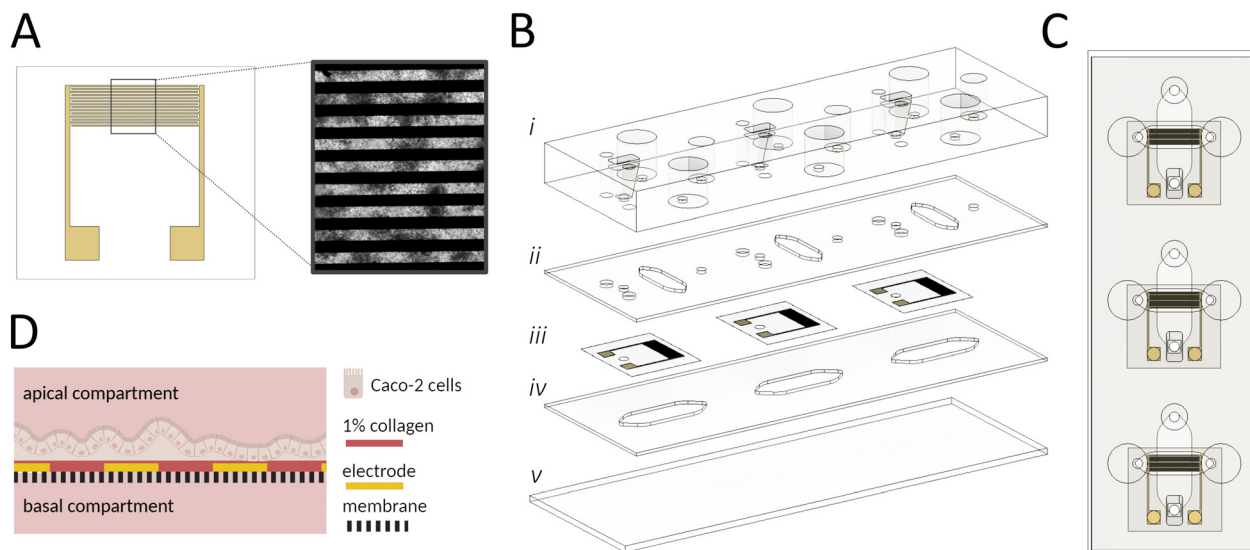 A
B
C
i
ii
iii
iv
v
D
apical compartment
basal compartment
Caco-2 cells
1% collagen
electrode
membrane